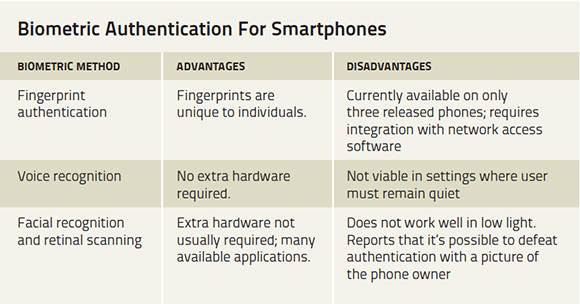 Biometric Authentication For Smartphones
BIOMETRIC METHOD ADVANTAGES DISADVANTAGES
Fingerprint
authentication
Fingerprints are
unique to individuals.
Currently available on only
three released phones; requires
integration with network access
software
Voice recognition
No extra hardware
required.
Not viable in settings where user
must remain quiet
Facial recognition
and retinal scanning
Extra hardware not
usually required; many
available applications.
Does not work well in low light.
Reports that it's possible to defeat
authentication with a picture of
the phone owner